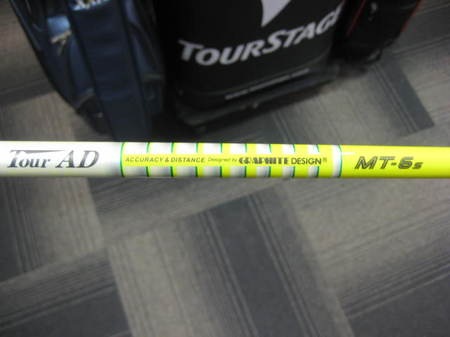 TOURSTAGE
Tour AD ACCURACY & DISTANCE Designed by GRAPHITE DESIGN® MT-6s